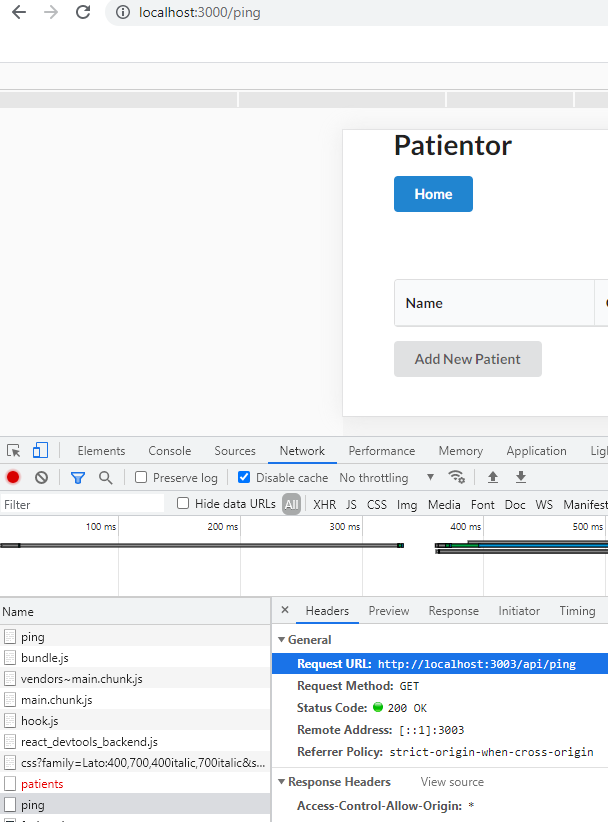 localhost:3000/ping
Patientor
Home
Name
Add New Patient
Elements Console Sources Network Performance Memory Application Ligh
Preserve log Disable cache No throttling
Filter Hide data URLs All XHR JS CSS Img Media Font Doc WS Manifest
100 ms 200 ms 300 ms 400 ms 500 ms
Name
ping
bundle.js
vendors~main.chunk.js
main.chunk.js
hook.js
react_devtools_backend.js
css?family=Lato:400,700,400italic,700italic&s...
patients
ping
× Headers Preview Response Initiator Timing
General
Request URL: http://localhost:3003/api/ping
Request Method: GET
Status Code: 200 OK
Remote Address: [::1]:3003
Referrer Policy: strict-origin-when-cross-origin
Response Headers View source
Access-Control-Allow-Origin: *